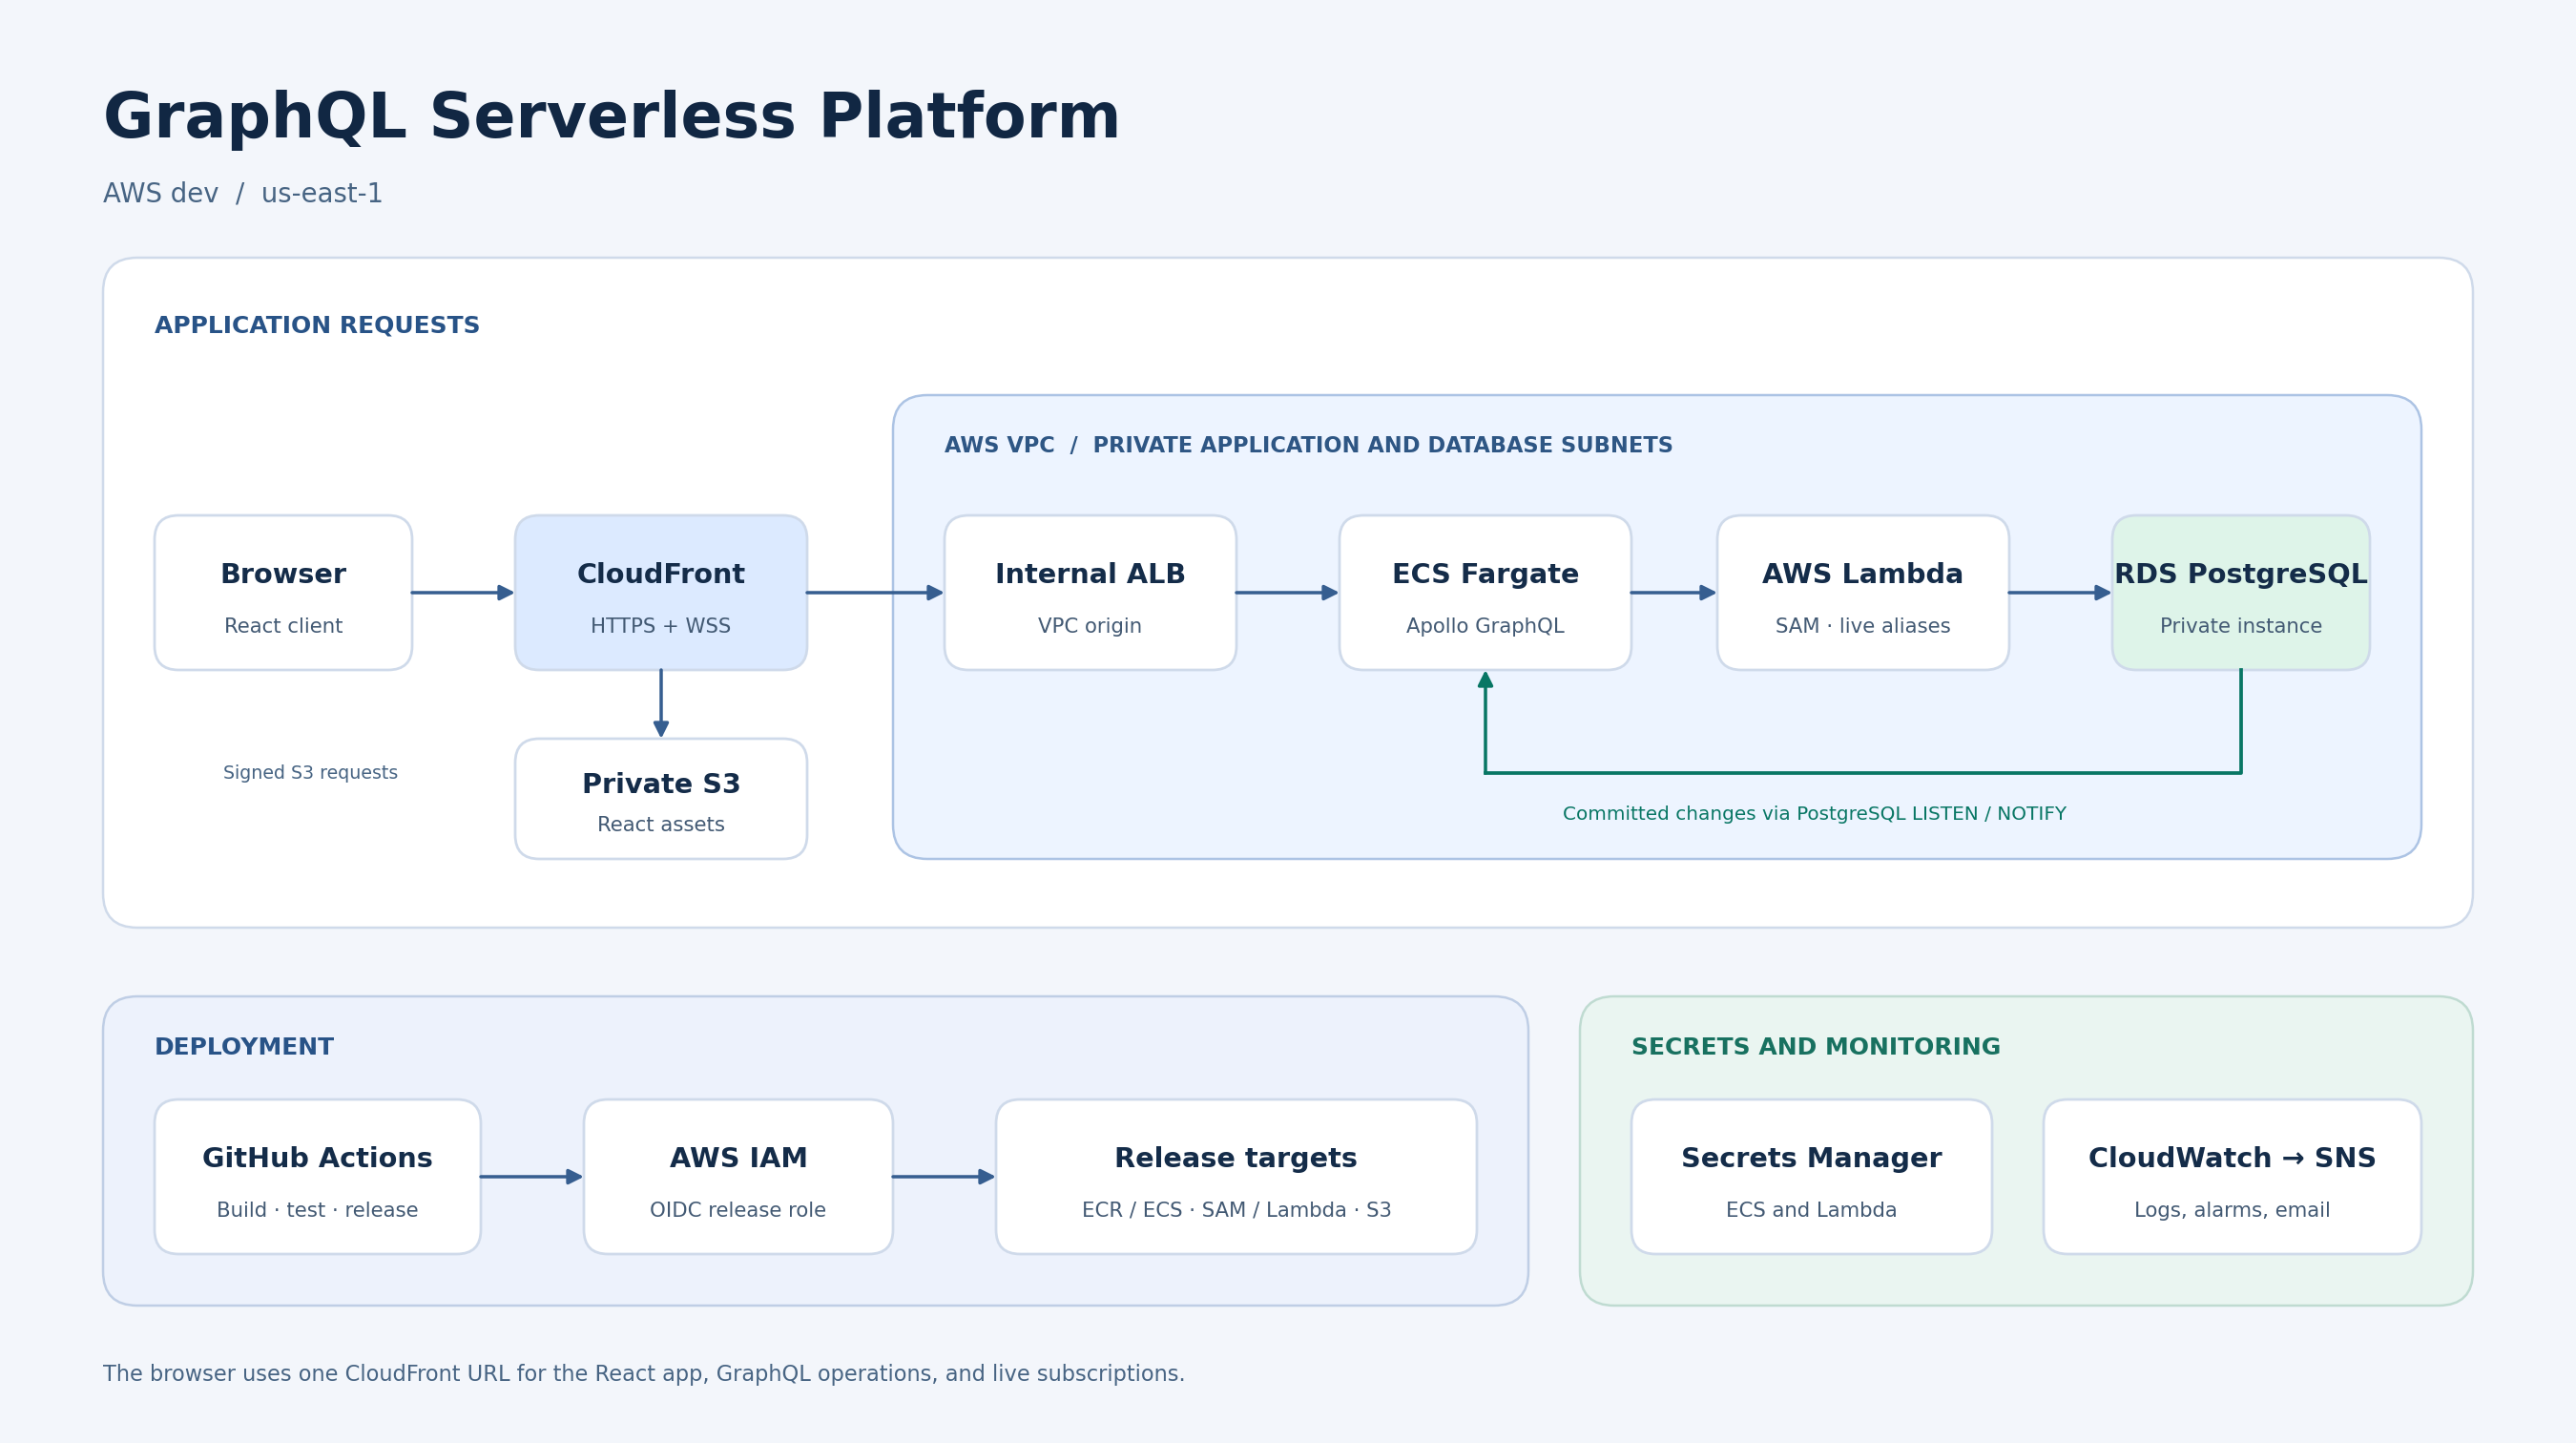 GraphQL Serverless Platform
AWS dev / us-east-1
APPLICATION REQUESTS
AWS VPC / PRIVATE APPLICATION AND DATABASE SUBNETS
Browser
React client
CloudFront
HTTPS + WSS
Internal ALB
VPC origin
ECS Fargate
Apollo GraphQL
AWS Lambda
SAM · live aliases
RDS PostgreSQL
Private instance
Signed S3 requests
Private S3
React assets
Committed changes via PostgreSQL LISTEN / NOTIFY
DEPLOYMENT
GitHub Actions
Build · test · release
AWS IAM
OIDC release role
Release targets
ECR / ECS · SAM / Lambda · S3
SECRETS AND MONITORING
Secrets Manager
ECS and Lambda
CloudWatch → SNS
Logs, alarms, email
The browser uses one CloudFront URL for the React app, GraphQL operations, and live subscriptions.